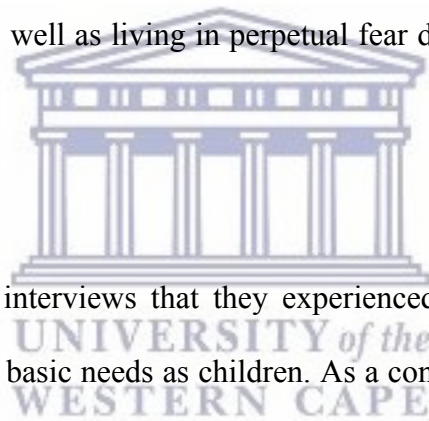 well as living in perpetual fear d
interviews that they experienced
UNIVERSITY of the
basic needs as children. As a con
WESTERN CAPE